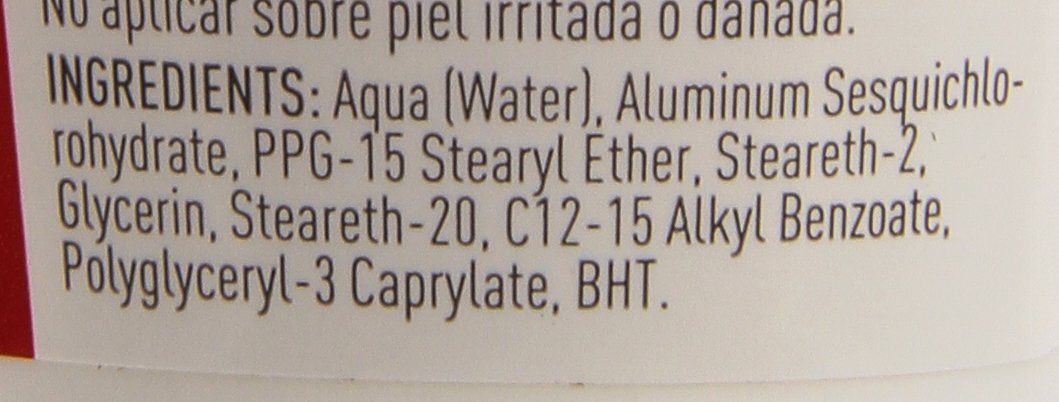 No aplicar sobre piel irritada o dañada.
INGREDIENTS: Aqua (Water), Aluminum Sesquichlo-
rohydrate, PPG-15 Stearyl Ether, Steareth-2,
Glycerin, Steareth-20, C12-15 Alkyl Benzoate,
Polyglyceryl-3 Caprylate, BHT.